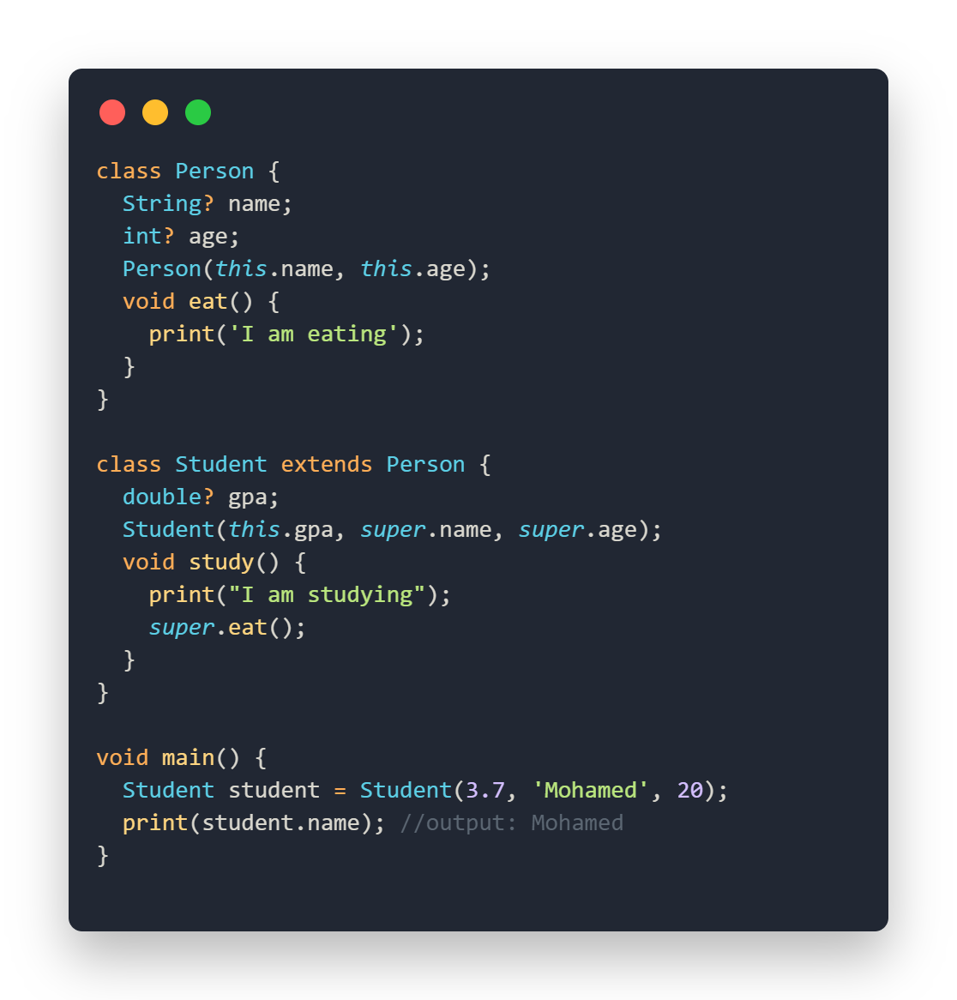 class Person {
  String? name;
  int? age;
  Person(this.name, this.age);
  void eat() {
    print('I am eating');
  }
}

class Student extends Person {
  double? gpa;
  Student(this.gpa, super.name, super.age);
  void study() {
    print("I am studying");
    super.eat();
  }
}

void main() {
  Student student = Student(3.7, 'Mohamed', 20);
  print(student.name); //output: Mohamed
}